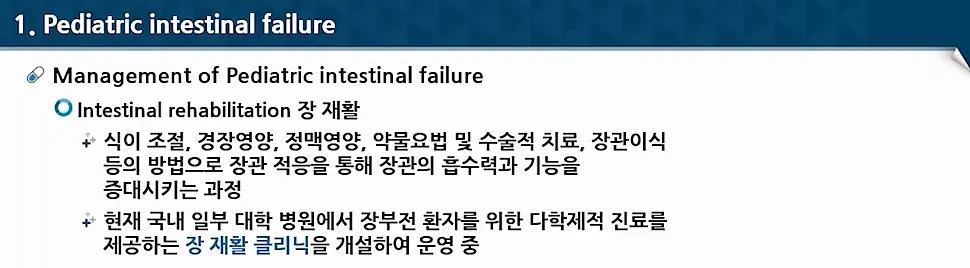 1. Pediatric intestinal failure
Management of Pediatric intestinal failure
Intestinal rehabilitation 장 재활
식이 조절, 경장영양, 정맥영양, 약물요법 및 수술적 치료, 장관이식
등의 방법으로 장관 적응을 통해 장관의 흡수력과 기능을
증대시키는 과정
현재 국내 일부 대학 병원에서 장부전 환자를 위한 다학제적 진료를
제공하는 장 재활 클리닉을 개설하여 운영 중